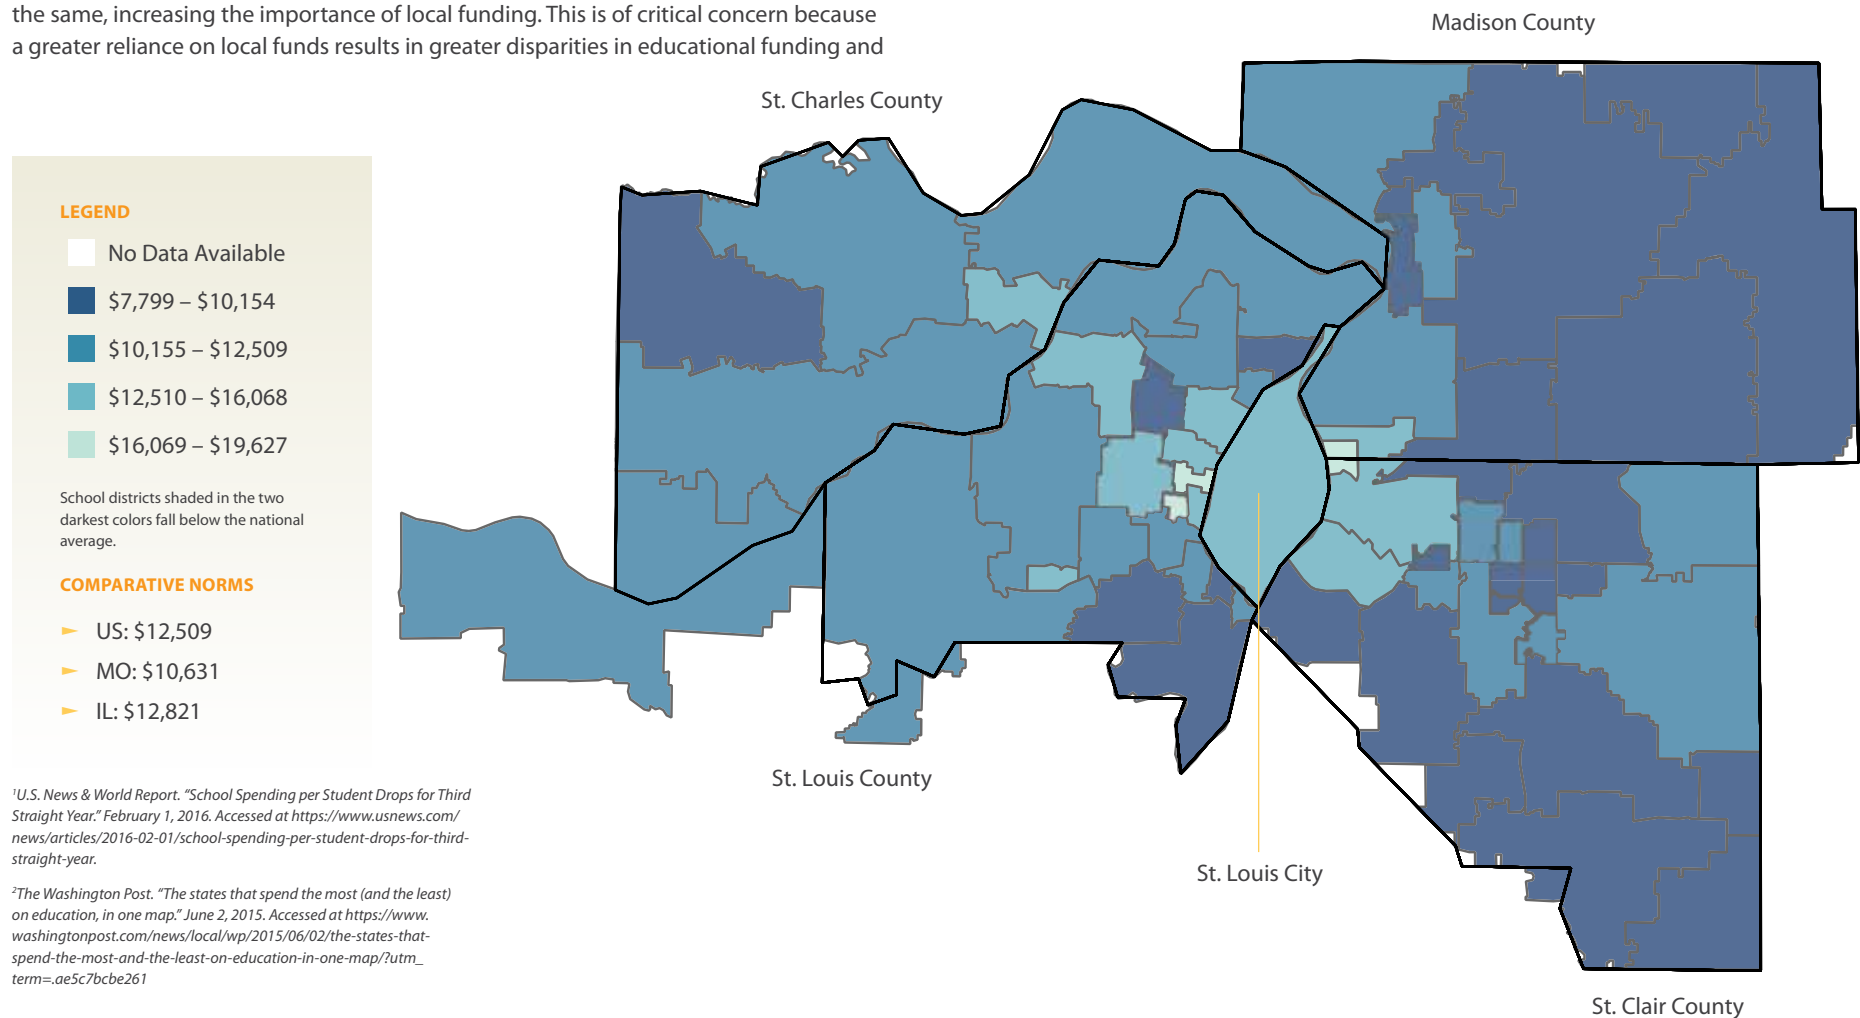 the same, increasing the importance of local funding. This is of critical concern because
a greater reliance on local funds results in greater disparities in educational funding and
Madison County
St. Charles County
LEGEND
No Data Available
$7,799 – $10,154
$10,155 – $12,509
$12,510 – $16,068
$16,069 – $19,627
School districts shaded in the two
darkest colors fall below the national
average.
COMPARATIVE NORMS
► US: $12,509
► MO: $10,631
► IL: $12,821
St. Louis County
St. Louis City
St. Clair County
¹U.S. News & World Report. “School Spending per Student Drops for Third
Straight Year.” February 1, 2016. Accessed at https://www.usnews.com/
news/articles/2016-02-01/school-spending-per-student-drops-for-third-
straight-year.
²The Washington Post. “The states that spend the most (and the least)
on education, in one map.” June 2, 2015. Accessed at https://www.
washingtonpost.com/news/local/wp/2015/06/02/the-states-that-
spend-the-most-and-the-least-on-education-in-one-map/?utm_
term=.ae5c7bcbe261